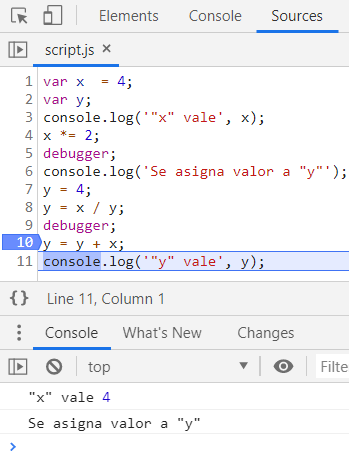 Elements Console Sources
script.js ×
1 var x  = 4;
2 var y;
3 console.log('"x" vale', x);
4 x *= 2;
5 debugger;
6 console.log('Se asigna valor a "y"');
7 y = 4;
8 y = x / y;
9 debugger;
10 y = y + x;
11 console.log('"y" vale', y);
{} Line 11, Column 1
Console What's New Changes
top Filte
"x" vale 4
Se asigna valor a "y"
>